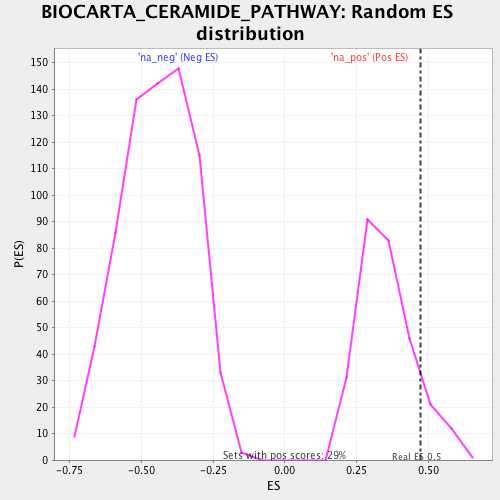 BIOCARTA_CERAMIDE_PATHWAY: Random ES
distribution
'na_neg' (Neg ES)
'na_pos' (Pos ES)
150
140
130
120
110
100
90
80
70
60
50
40
30
20
10
0
P(ES)
Sets with pos scores: 29%
Real ES 0.5
-0.75
-0.50
-0.25
0.00
0.25
0.50
ES